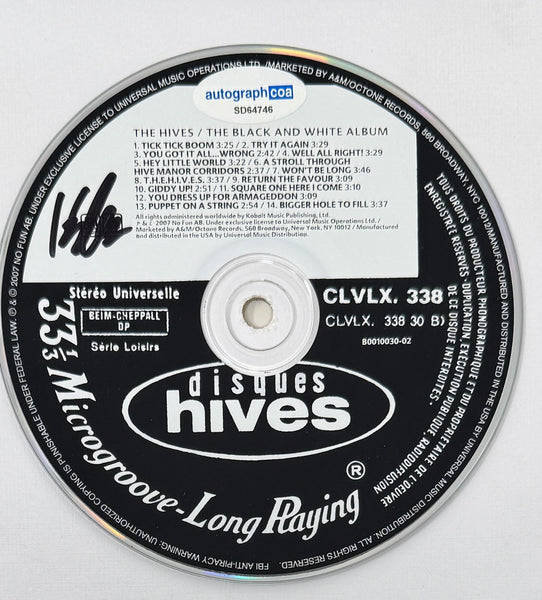 autographcoa
SD64746
THE HIVES / THE BLACK AND WHITE ALBUM
1. TICK TICK BOOM 3:25 / 2. TRY IT AGAIN 3:29
3. YOU GOT IT ALL...WRONG 2:42 / 4. WELL ALL RIGHT! 3:29
5. HEY LITTLE WORLD 3:22 / 6. A STROLL THROUGH
HIVE MANOR CORRIDORS 2:37 / 7. WON'T BE LONG 3:46
8. T.H.E.H.I.V.E.S. 3:37 / 9. RETURN THE FAVOUR 3:09
10. GIDDY UP! 2:51 / 11. SQUARE ONE HERE I COME 3:10
12. YOU DRESS UP FOR ARMAGEDDON 3:09
13. PUPPET ON A STRING 2:54 / 14. BIGGER HOLE TO FILL 3:37
All rights administered worldwide by Kobalt Music Publishing, Ltd.
℗ & © 2007 No Fun AB. Under exclusive license to Universal Music Operations Ltd. /
Marketed by A&M/Octone Records, 560 Broadway, New York, NY 10012 / Manufactured
and distributed in the USA by Universal Music Distribution.
Stéréo Universelle
BEIM-CHEPPALL
DP
Série Loisirs
CLVLX. 338
CLVLX. 338 30 B)
B0010030-02
disques
hives
®
33 1/3 Microgroove-Long Playing
TOUS DROITS DU PRODUCTEUR PHONOGRAPHIQUE ET DU PROPRIETAIRE DE L'OEUVRE
ENREGISTREE RESERVES-DUPLICATION, EXECUTION PUBLIQUE RADIODIFFUSION
DE CE DISQUE INTERDITES.
℗ & © 2007 NO FUN AB. UNDER EXCLUSIVE LICENSE TO UNIVERSAL MUSIC OPERATIONS LTD. /MARKETED BY A&M/OCTONE RECORDS, 560 BROADWAY, NYC 10012/MANUFACTURED AND DISTRIBUTED IN THE USA BY UNIVERSAL MUSIC DISTRIBUTION. ALL RIGHTS RESERVED.
FBI ANTI-PIRACY WARNING: UNAUTHORIZED COPYING IS PUNISHABLE UNDER FEDERAL LAW.